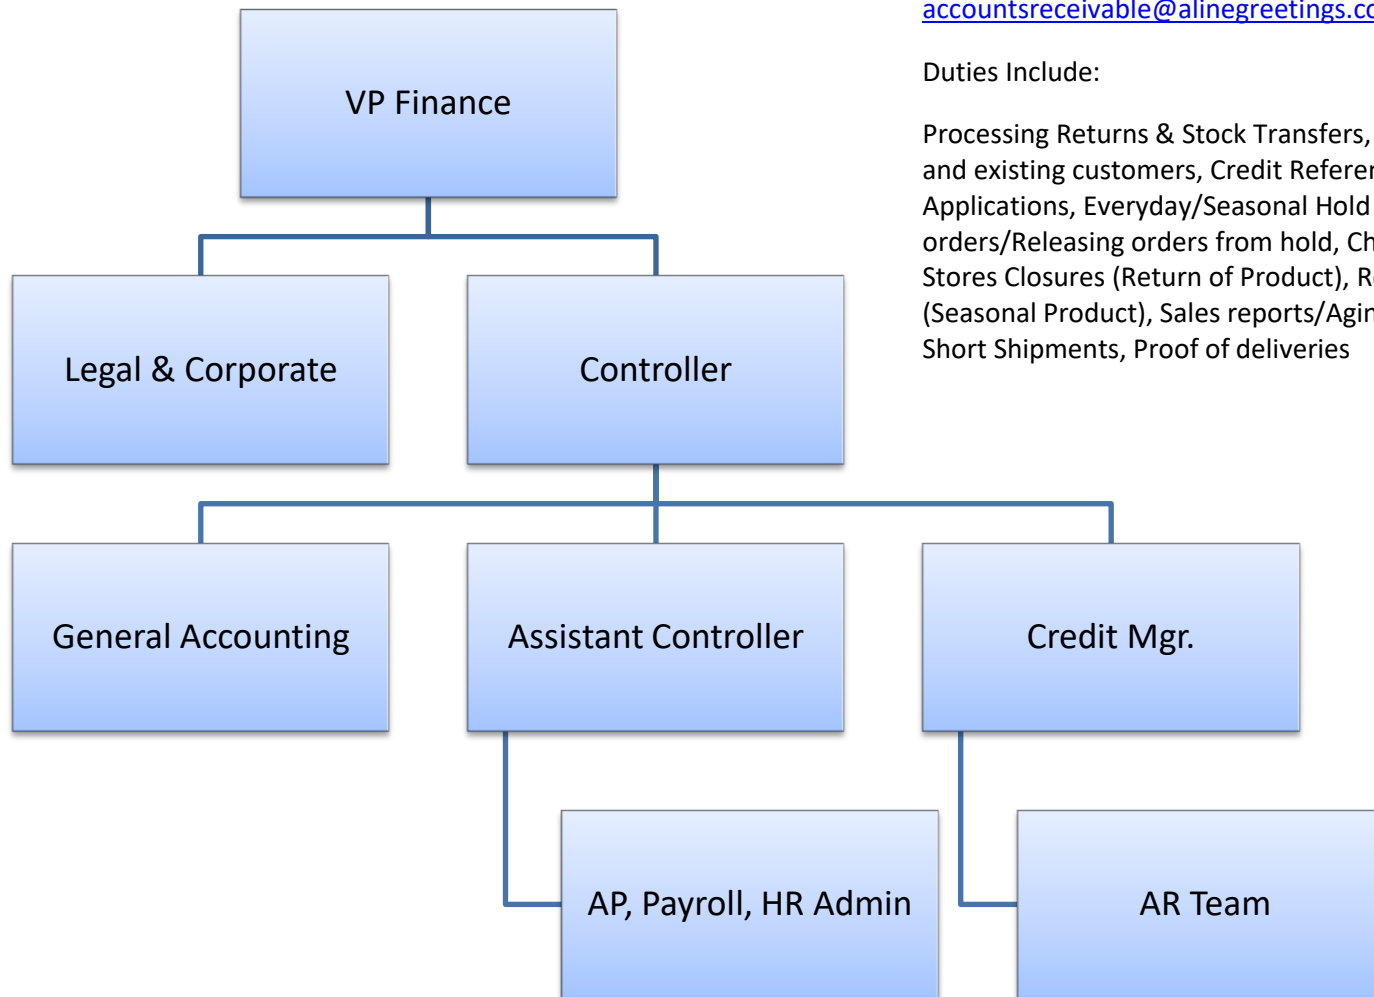 accountsreceivable@alinegreetings.co
Duties Include:
Processing Returns & Stock Transfers,
and existing customers, Credit Referen
Applications, Everyday/Seasonal Hold
orders/Releasing orders from hold, Ch
Stores Closures (Return of Product), R
(Seasonal Product), Sales reports/Agin
Short Shipments, Proof of deliveries
VP Finance
Legal & Corporate
Controller
General Accounting
Assistant Controller
Credit Mgr.
AP, Payroll, HR Admin
AR Team